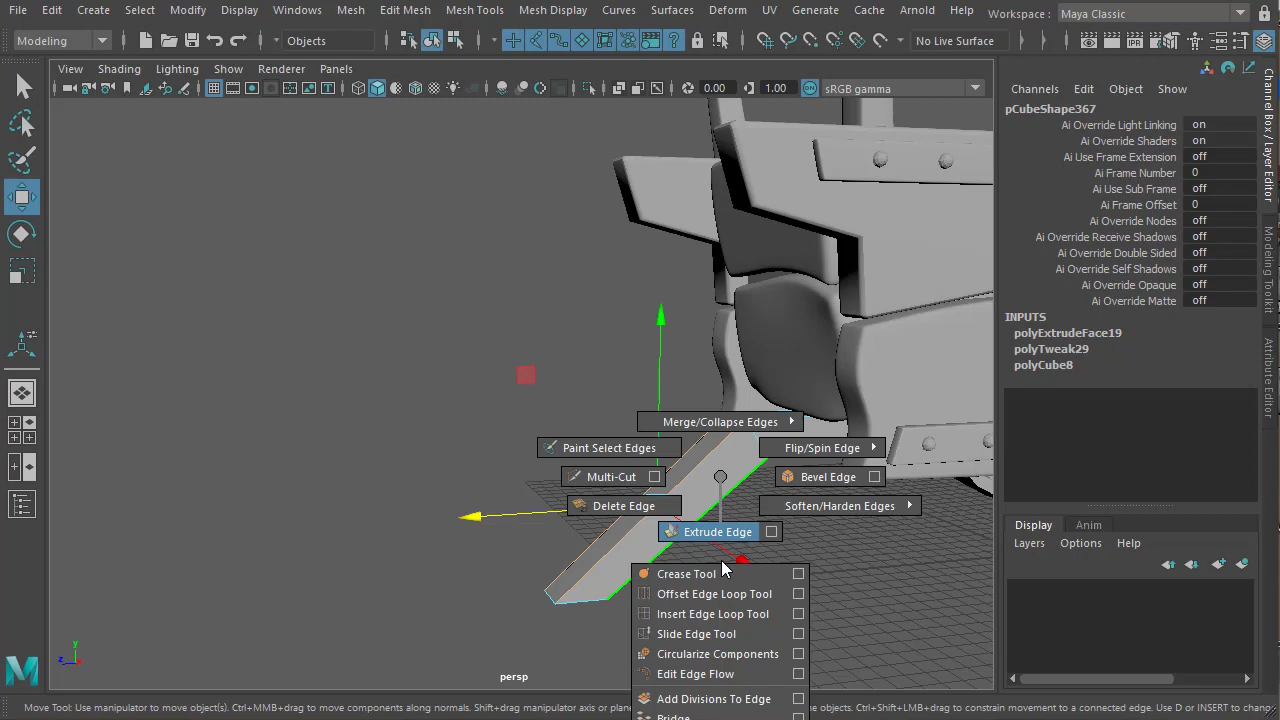 File Edit Create Select Modify Display Windows Mesh Edit Mesh Mesh Tools Mesh Display Curves Surfaces Deform UV Generate Cache Arnold Help Workspace : Maya Classic
Modeling Objects No Live Surface
View Shading Lighting Show Renderer Panels
0.00 1.00 ON sRGB gamma
Channels Edit Object Show
pCubeShape367
Ai Override Light Linking on
Ai Override Shaders on
Ai Use Frame Extension off
Ai Frame Number 0
Ai Use Sub Frame off
Ai Frame Offset 0
Ai Override Nodes off
Ai Override Receive Shadows off
Ai Override Double Sided off
Ai Override Self Shadows off
Ai Override Opaque off
Ai Override Matte off
INPUTS
polyExtrudeFace19
polyTweak29
polyCube8
Channel Box / Layer Editor
Modeling Toolkit
Attribute Editor
Merge/Collapse Edges
Paint Select Edges Flip/Spin Edge
Multi-Cut Bevel Edge
Delete Edge Soften/Harden Edges
Extrude Edge
Crease Tool
Offset Edge Loop Tool
Insert Edge Loop Tool
Slide Edge Tool
Circularize Components
Edit Edge Flow
Add Divisions To Edge
Bridge
Display Anim
Layers Options Help
y
z
persp
M
Move Tool: Use manipulator to move object(s). Ctrl+MMB+drag to move components along normals. Shift+drag manipulator axis or plane
objects. Ctrl+Shift+LMB+drag to constrain movement to a connected edge. Use D or INSERT to chang